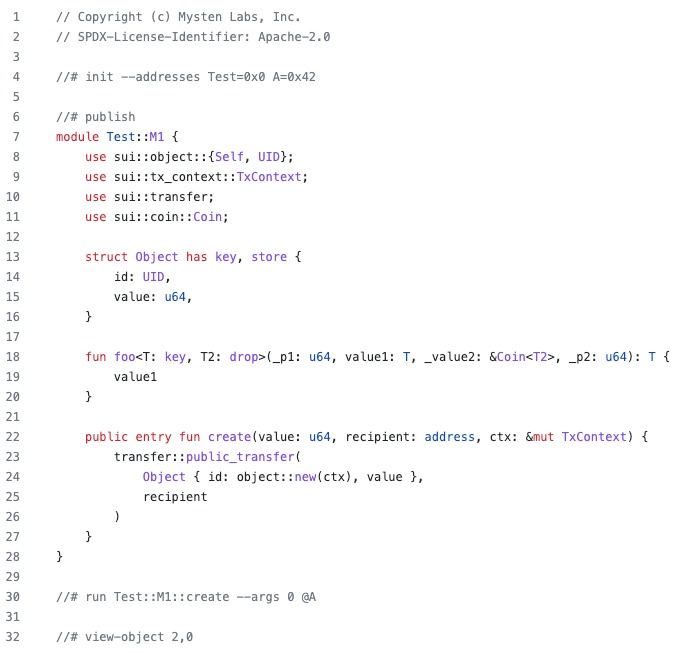 1 // Copyright (c) Mysten Labs, Inc.
2 // SPDX-License-Identifier: Apache-2.0
3
4 //# init --addresses Test=0x0 A=0x42
5
6 //# publish
7 module Test::M1 {
8     use sui::object::{Self, UID};
9     use sui::tx_context::TxContext;
10     use sui::transfer;
11     use sui::coin::Coin;
12
13     struct Object has key, store {
14         id: UID,
15         value: u64,
16     }
17
18     fun foo<T: key, T2: drop>(_p1: u64, value1: T, _value2: &Coin<T2>, _p2: u64): T {
19         value1
20     }
21
22     public entry fun create(value: u64, recipient: address, ctx: &mut TxContext) {
23         transfer::public_transfer(
24             Object { id: object::new(ctx), value },
25             recipient
26         )
27     }
28 }
29
30 //# run Test::M1::create --args 0 @A
31
32 //# view-object 2,0